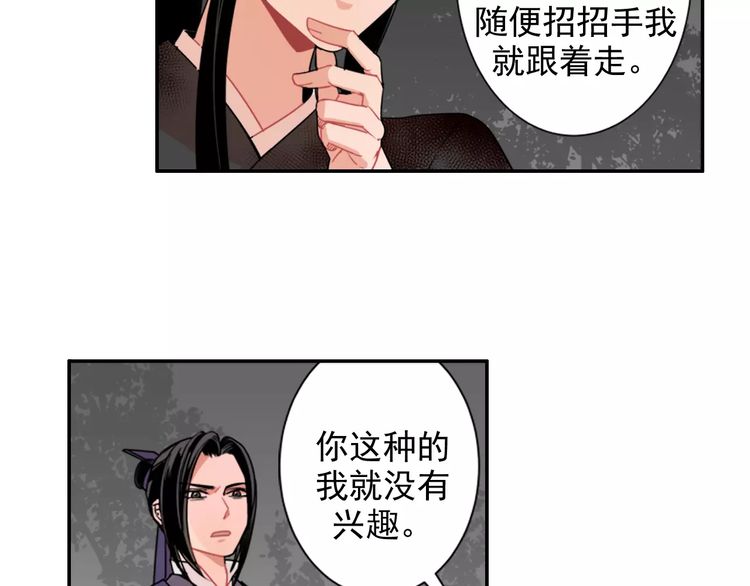 随便招招手我
就跟着走。
你这种的
我就没有
兴趣。